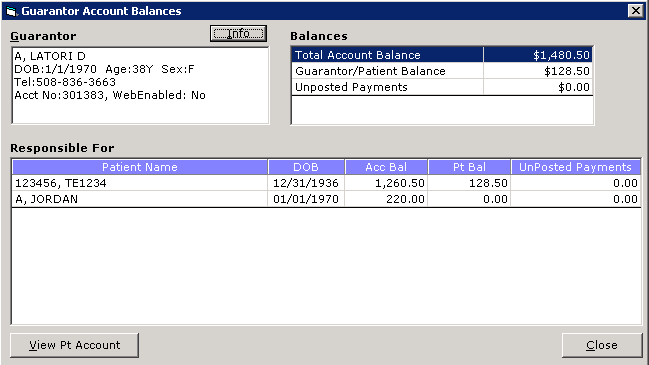 Guarantor Account Balances
Guarantor Info
A, LATORI D
DOB:1/1/1970 Age:38Y Sex:F
Tel:508-836-3663
Acct No:301383, WebEnabled: No
Balances
Total Account Balance $1,480.50
Guarantor/Patient Balance $128.50
Unposted Payments $0.00
Responsible For
Patient Name DOB Acc Bal Pt Bal UnPosted Payments
123456, TE1234 12/31/1936 1,260.50 128.50 0.00
A, JORDAN 01/01/1970 220.00 0.00 0.00
View Pt Account Close